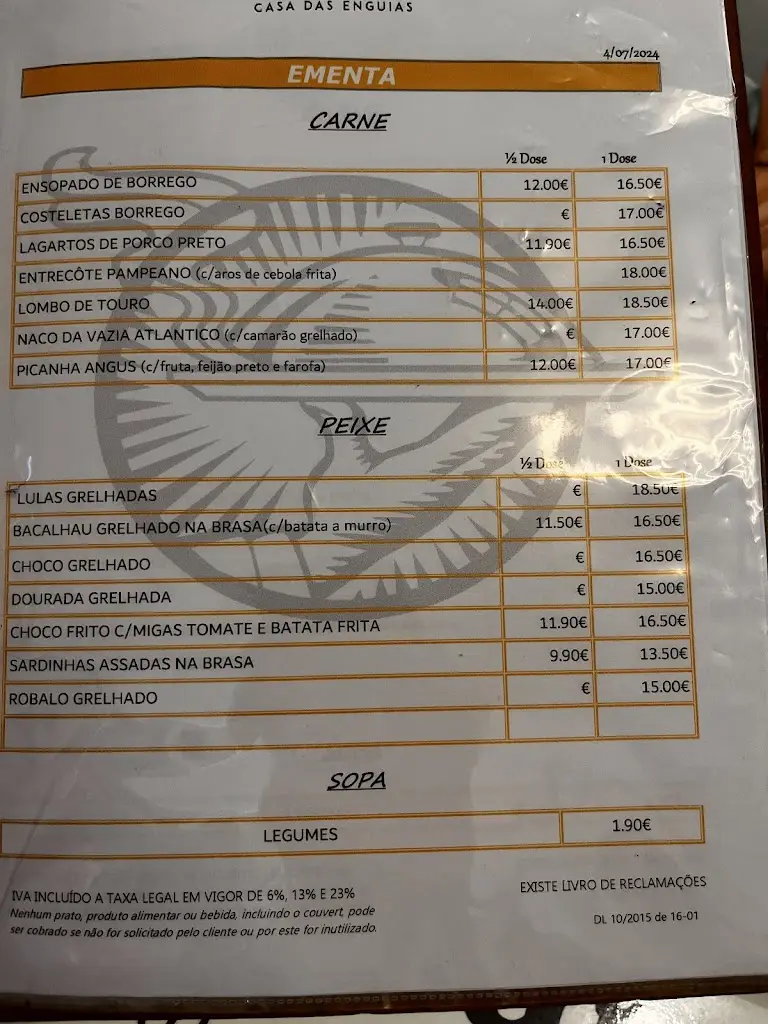 CASA DAS ENGUIAS
4/07/2024
EMENTA
CARNE
½ Dose 1 Dose
ENSOPADO DE BORREGO 12.00€ 16.50€
COSTELETAS BORREGO € 17.00€
LAGARTOS DE PORCO PRETO 11.90€ 16.50€
ENTRECÔTE PAMPEANO (c/aros de cebola frita) 18.00€
LOMBO DE TOURO 14.00€ 18.50€
NACO DA VAZIA ATLANTICO (c/camarão grelhado) € 17.00€
PICANHA ANGUS (c/fruta, feijão preto e farofa) 12.00€ 17.00€
PEIXE
½ Dose 1 Dose
LULAS GRELHADAS € 18.50€
BACALHAU GRELHADO NA BRASA(c/batata a murro) 11.50€ 16.50€
CHOCO GRELHADO € 16.50€
DOURADA GRELHADA € 15.00€
CHOCO FRITO C/MIGAS TOMATE E BATATA FRITA 11.90€ 16.50€
SARDINHAS ASSADAS NA BRASA 9.90€ 13.50€
ROBALO GRELHADO € 15.00€
SOPA
LEGUMES 1.90€
IVA INCLUÍDO A TAXA LEGAL EM VIGOR DE 6%, 13% E 23%
Nenhum prato, produto alimentar ou bebida, incluindo o couvert, pode
ser cobrado se não for solicitado pelo cliente ou por este for inutilizado.
EXISTE LIVRO DE RECLAMAÇÕES
DL 10/2015 de 16-01